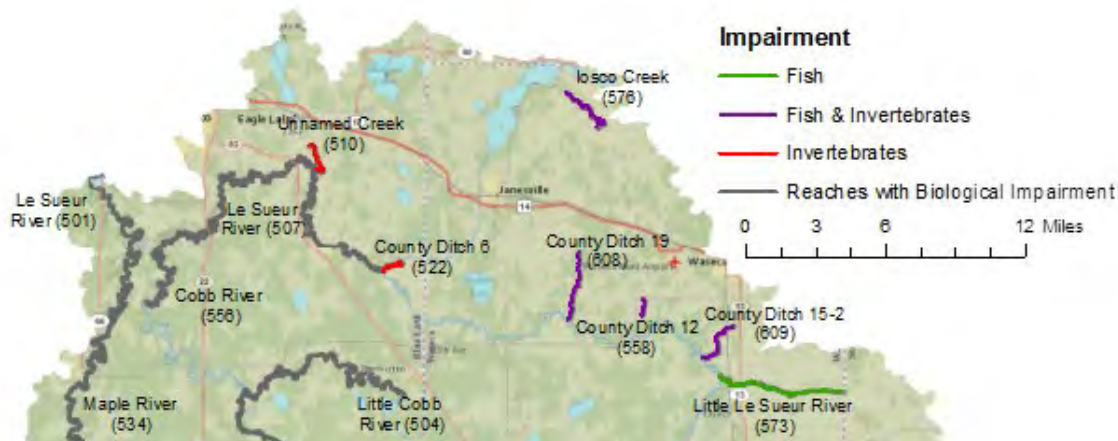 Impairment
Fish
Fish & Invertebrates
Invertebrates
Reaches with Biological Impairment
0 3 6 12 Miles
Iosco Creek
(576)
Eagle Lake
Unnamed Creek
(510)
Le Sueur
River (501)
Le Sueur
River (507)
Janesville
14
County Ditch 6
(522)
County Ditch 19
(608)
Waseca
Cobb River
(556)
County Ditch 12
(558)
County Ditch 15-2
(609)
Maple River
(534)
Little Cobb
River (504)
Little Le Sueur River
(573)